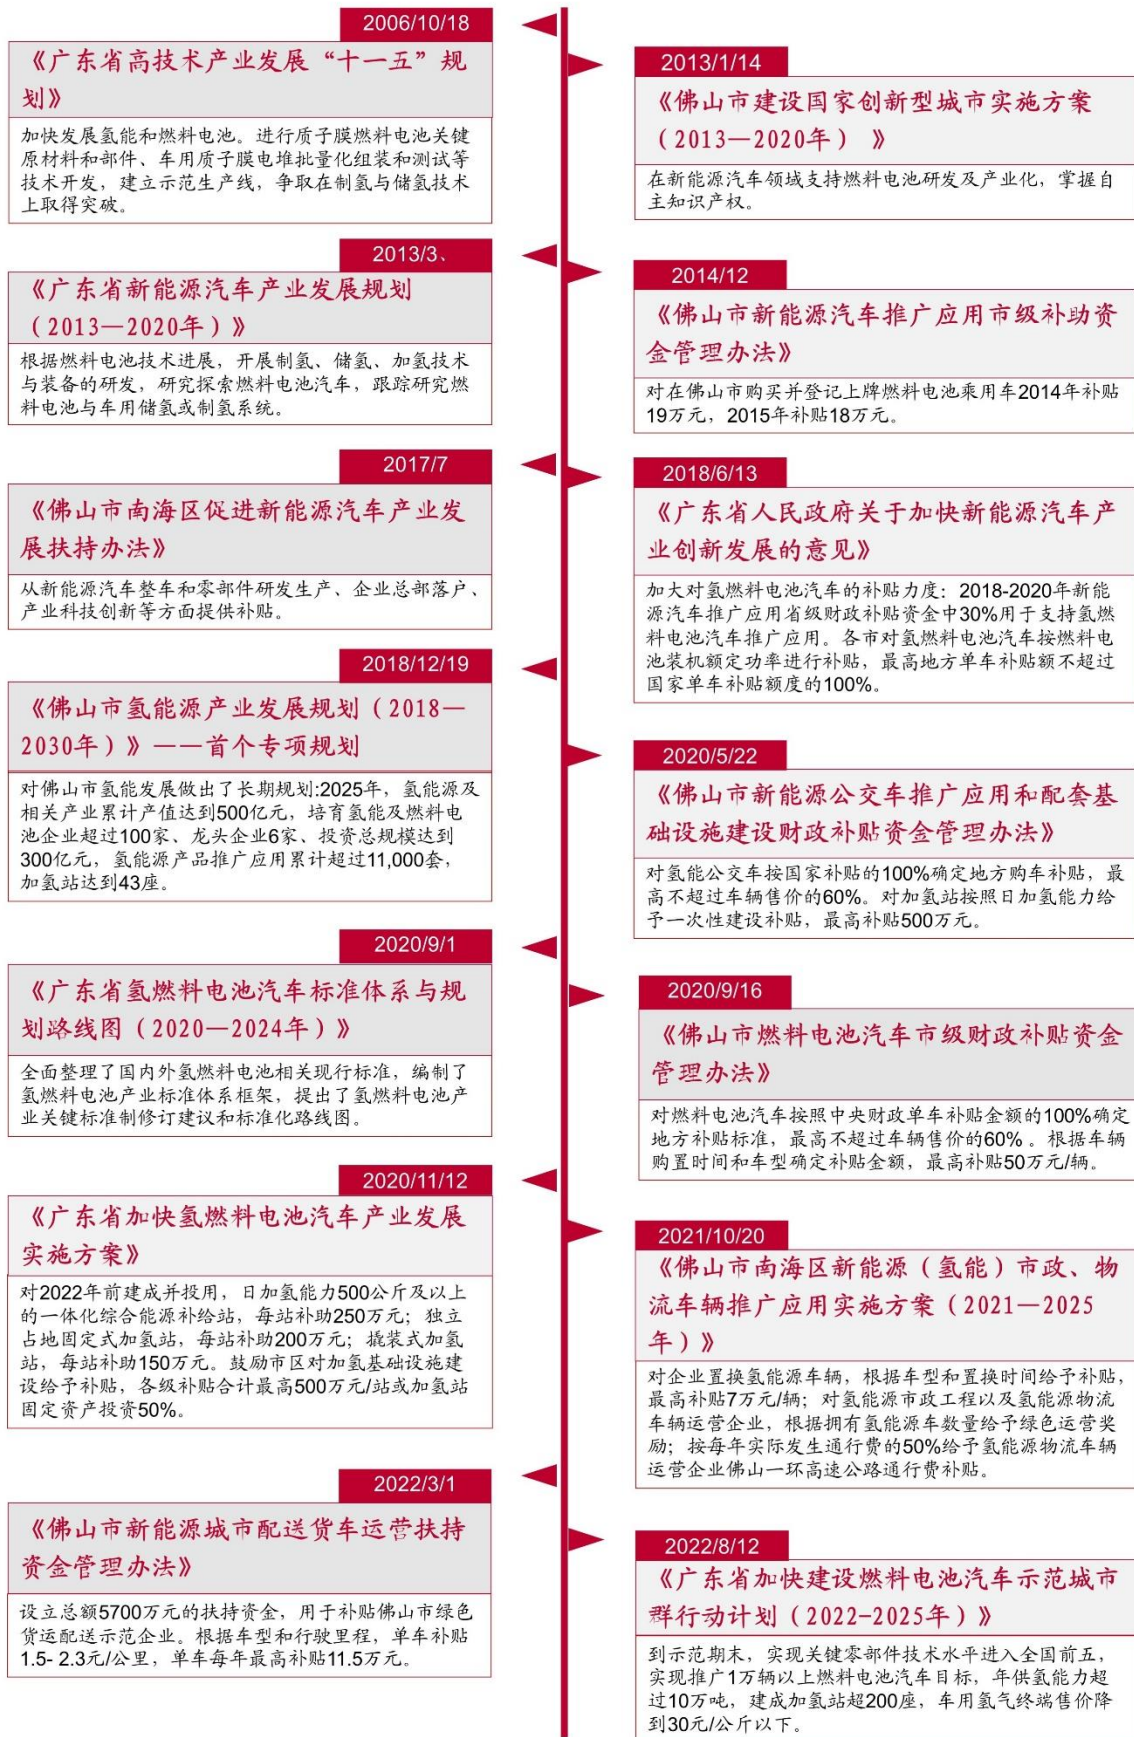 2006/10/18
《广东省高技术产业发展“十一五”规
划》
加快发展氢能和燃料电池。进行质子膜燃料电池关键
原材料和部件、车用质子膜电堆批量化组装和测试等
技术开发，建立示范生产线，争取在制氢与储氢技术
上取得突破。
2013/1/14
《佛山市建设国家创新型城市实施方案
（2013—2020年） 》
在新能源汽车领域支持燃料电池研发及产业化，掌握自
主知识产权。
2013/3、
《广东省新能源汽车产业发展规划
（2013—2020年）》
根据燃料电池技术进展，开展制氢、储氢、加氢技术
与装备的研发，研究探索燃料电池汽车，跟踪研究燃
料电池与车用储氢或制氢系统。
2014/12
《佛山市新能源汽车推广应用市级补助资
金管理办法》
对在佛山市购买并登记上牌燃料电池乘用车2014年补贴
19万元，2015年补贴18万元。
2017/7
《佛山市南海区促进新能源汽车产业发
展扶持办法》
从新能源汽车整车和零部件研发生产、企业总部落户、
产业科技创新等方面提供补贴。
2018/6/13
《广东省人民政府关于加快新能源汽车产
业创新发展的意见》
加大对氢燃料电池汽车的补贴力度：2018-2020年新能
源汽车推广应用省级财政补贴资金中30%用于支持氢燃
料电池汽车推广应用。各市对氢燃料电池汽车按燃料电
池装机额定功率进行补贴，最高地方单车补贴额不超过
国家单车补贴额度的100%。
2018/12/19
《佛山市氢能源产业发展规划（2018—
2030年）》——首个专项规划
对佛山市氢能发展做出了长期规划:2025年，氢能源及
相关产业累计产值达到500亿元，培育氢能及燃料电
池企业超过100家、龙头企业6家、投资总规模达到
300亿元，氢能源产品推广应用累计超过11,000套，
加氢站达到43座。
2020/5/22
《佛山市新能源公交车推广应用和配套基
础设施建设财政补贴资金管理办法》
对氢能公交车按国家补贴的100%确定地方购车补贴，最
高不超过车辆售价的60%。对加氢站按照日加氢能力给
予一次性建设补贴，最高补贴500万元。
2020/9/1
《广东省氢燃料电池汽车标准体系与规
划路线图（2020—2024年）》
全面整理了国内外氢燃料电池相关现行标准，编制了
氢燃料电池产业标准体系框架，提出了氢燃料电池产
业关键标准制修订建议和标准化路线图。
2020/9/16
《佛山市燃料电池汽车市级财政补贴资金
管理办法》
对燃料电池汽车按照中央财政单车补贴金额的100%确定
地方补贴标准，最高不超过车辆售价的60% 。根据车辆
购置时间和车型确定补贴金额，最高补贴50万元/辆。
2020/11/12
《广东省加快氢燃料电池汽车产业发展
实施方案》
对2022年前建成并投用，日加氢能力500公斤及以上
的一体化综合能源补给站，每站补助250万元；独立
占地固定式加氢站，每站补助200万元；撬装式加氢
站，每站补助150万元。鼓励市区对加氢基础设施建
设给予补贴，各级补贴合计最高500万元/站或加氢站
固定资产投资50%。
2021/10/20
《佛山市南海区新能源（氢能）市政、物
流车辆推广应用实施方案（2021—2025
年）》
对企业置换氢能源车辆，根据车型和置换时间给予补贴，
最高补贴7万元/辆；对氢能源市政工程以及氢能源物流
车辆运营企业，根据拥有氢能源车数量给予绿色运营奖
励；按每年实际发生通行费的50%给予氢能源物流车辆
运营企业佛山一环高速公路通行费补贴。
2022/3/1
《佛山市新能源城市配送货车运营扶持
资金管理办法》
设立总额5700万元的扶持资金，用于补贴佛山市绿色
货运配送示范企业。根据车型和行驶里程，单车补贴
1.5- 2.3元/公里，单车每年最高补贴11.5万元。
2022/8/12
《广东省加快建设燃料电池汽车示范城市
群行动计划（2022–2025年）》
到示范期末，实现关键零部件技术水平进入全国前五，
实现推广1万辆以上燃料电池汽车目标，年供氢能力超
过10万吨，建成加氢站超200座，车用氢气终端售价降
到30元/公斤以下。